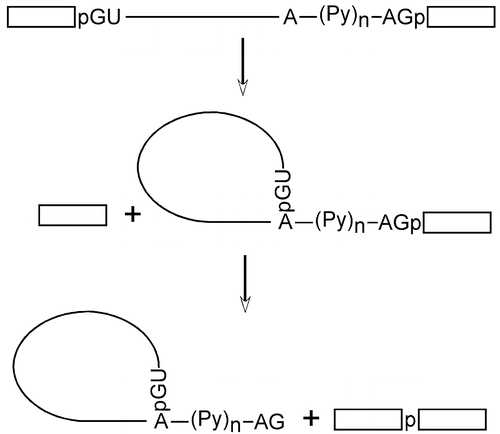 pGU A–(Py)n–AGp
pGU
+ A–(Py)n–AGp
pGU
A–(Py)n–AG + p